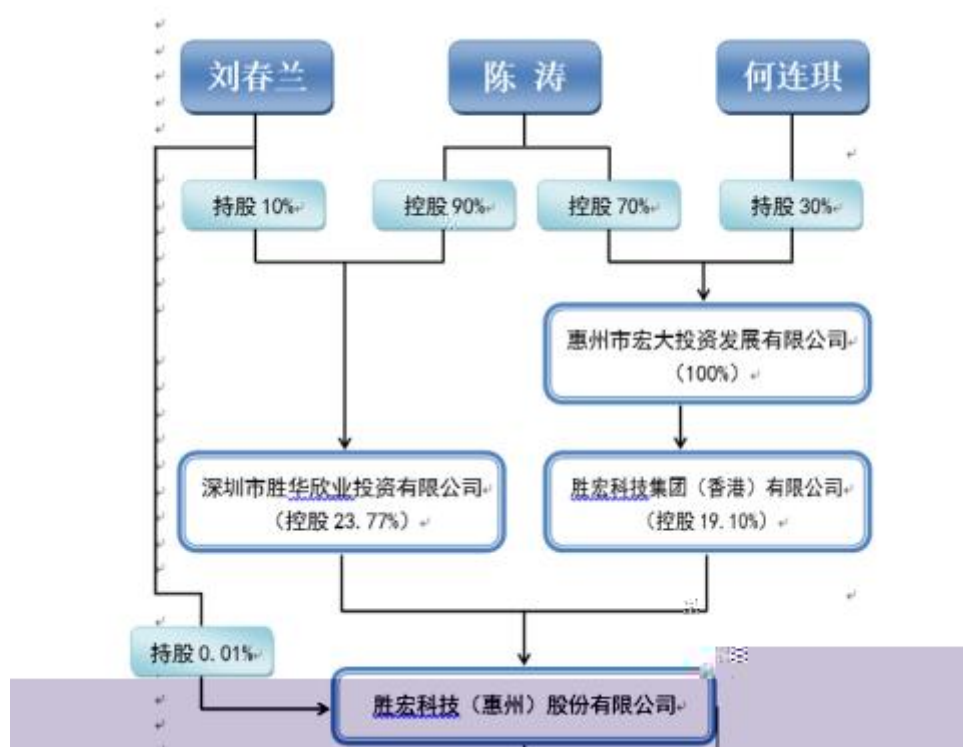 刘春兰
陈 涛
何连琪
持股 10%
控股 90%
控股 70%
持股 30%
惠州市宏大投资发展有限公司
（100%）
深圳市胜华欣业投资有限公司
（控股 23.77%）
胜宏科技集团（香港）有限公司
（控股 19.10%）
持股 0.01%
胜宏科技（惠州）股份有限公司